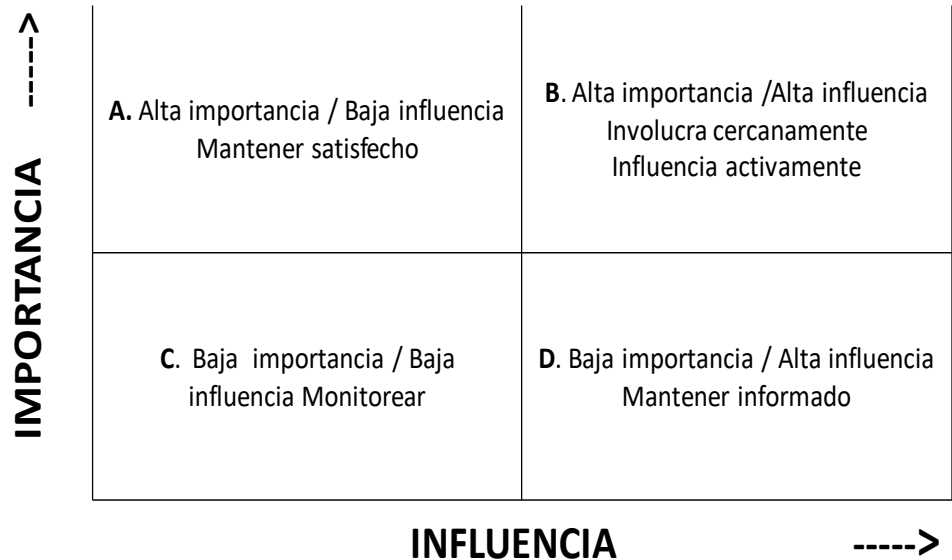 IMPORTANCIA ----->
A. Alta importancia / Baja influencia
Mantener satisfecho
B. Alta importancia /Alta influencia
Involucra cercanamente
Influencia activamente
C. Baja importancia / Baja
influencia Monitorear
D. Baja importancia / Alta influencia
Mantener informado
INFLUENCIA ----->